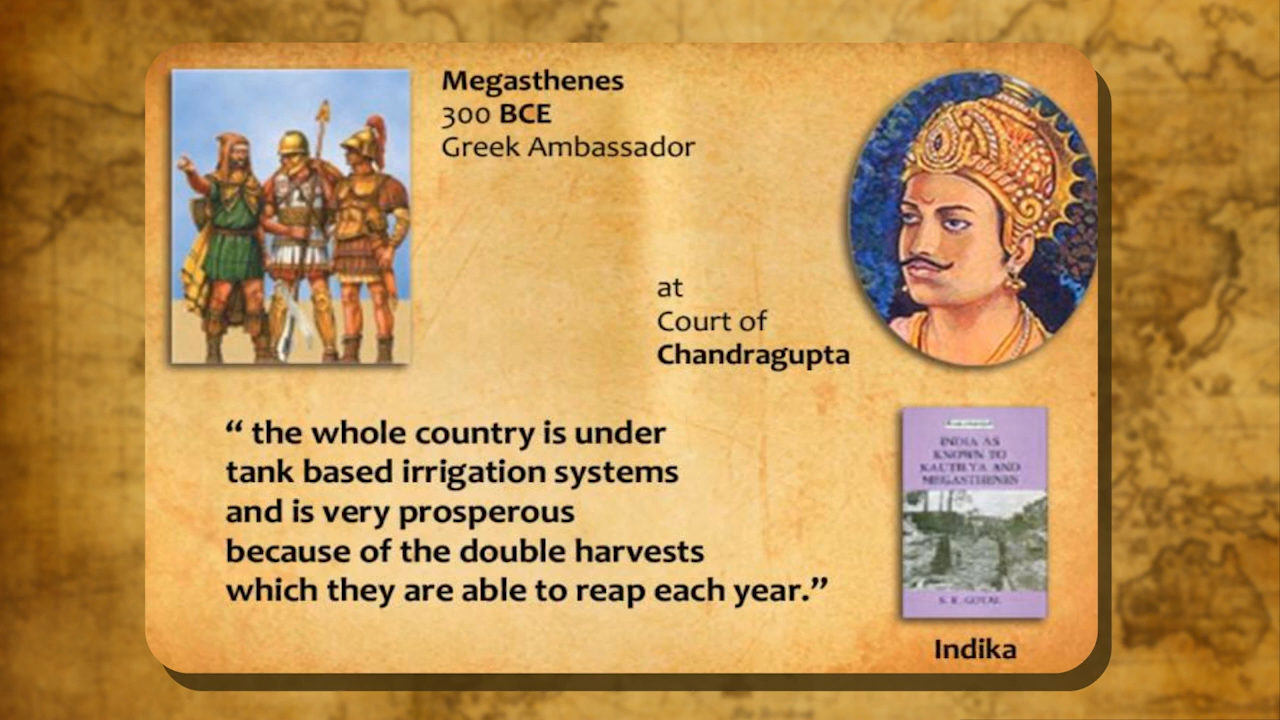 Megasthenes
300 BCE
Greek Ambassador
at
Court of
Chandragupta
“ the whole country is under
tank based irrigation systems
and is very prosperous
because of the double harvests
which they are able to reap each year.”
INDIA AS
KNOWN TO
KAUTILYA AND
MEGASTHENES
S. R. GOYAL
Indika